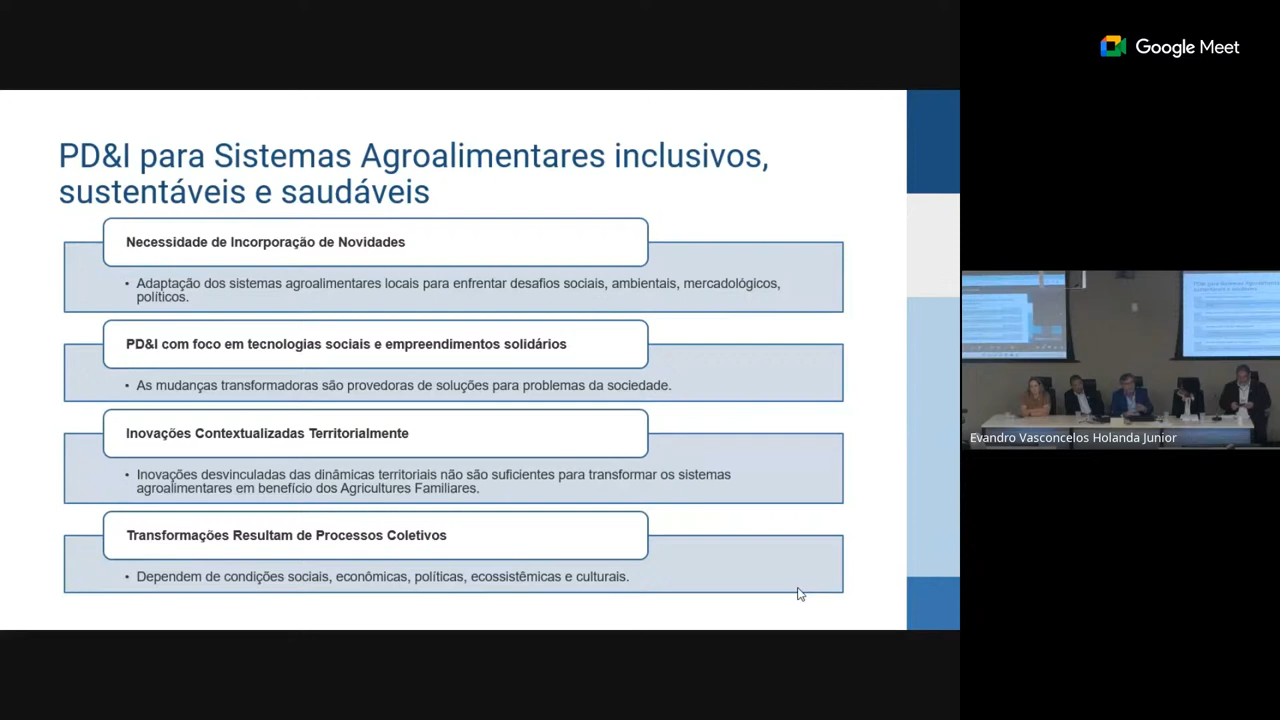 Google Meet
PD&I para Sistemas Agroalimentares inclusivos,
sustentáveis e saudáveis
Necessidade de Incorporação de Novidades
• Adaptação dos sistemas agroalimentares locais para enfrentar desafios sociais, ambientais, mercadológicos,
políticos.
PD&I com foco em tecnologias sociais e empreendimentos solidários
• As mudanças transformadoras são provedoras de soluções para problemas da sociedade.
Inovações Contextualizadas Territorialmente
• Inovações desvinculadas das dinâmicas territoriais não são suficientes para transformar os sistemas
agroalimentares em benefício dos Agricultures Familiares.
Transformações Resultam de Processos Coletivos
• Dependem de condições sociais, econômicas, políticas, ecossistêmicas e culturais.
Evandro Vasconcelos Holanda Junior